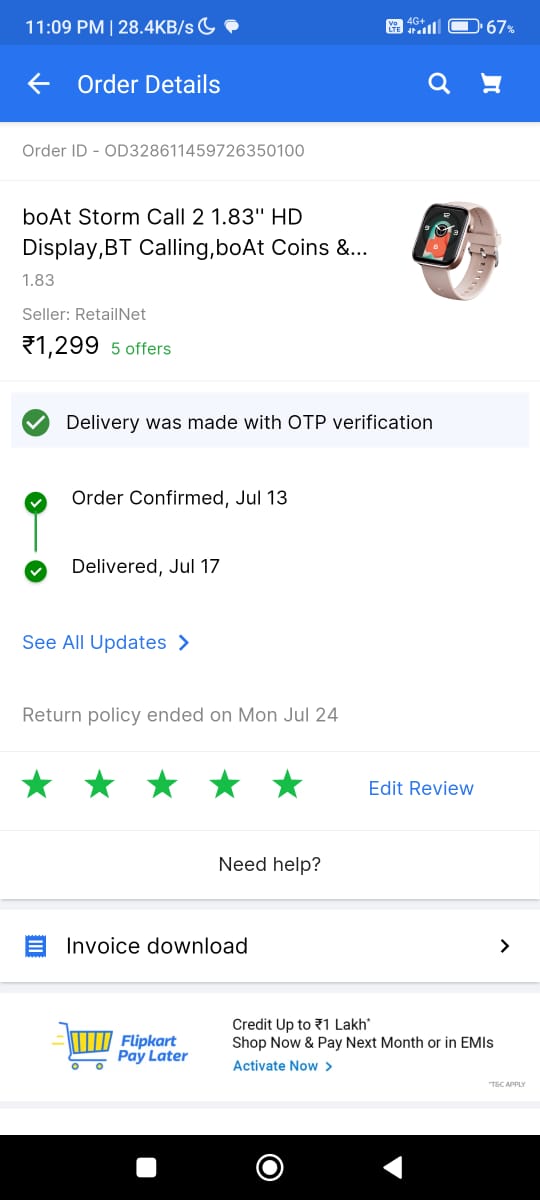 11:09 PM | 28.4KB/s
Vo LTE 4G+ 67%
Order Details
Order ID - OD328611459726350100
boAt Storm Call 2 1.83'' HD
Display,BT Calling,boAt Coins &...
1.83
Seller: RetailNet
₹1,299 5 offers
Delivery was made with OTP verification
Order Confirmed, Jul 13
Delivered, Jul 17
See All Updates
Return policy ended on Mon Jul 24
Edit Review
Need help?
Invoice download
Flipkart
Pay Later
Credit Up to ₹1 Lakh*
Shop Now & Pay Next Month or in EMIs
Activate Now
*T&C APPLY